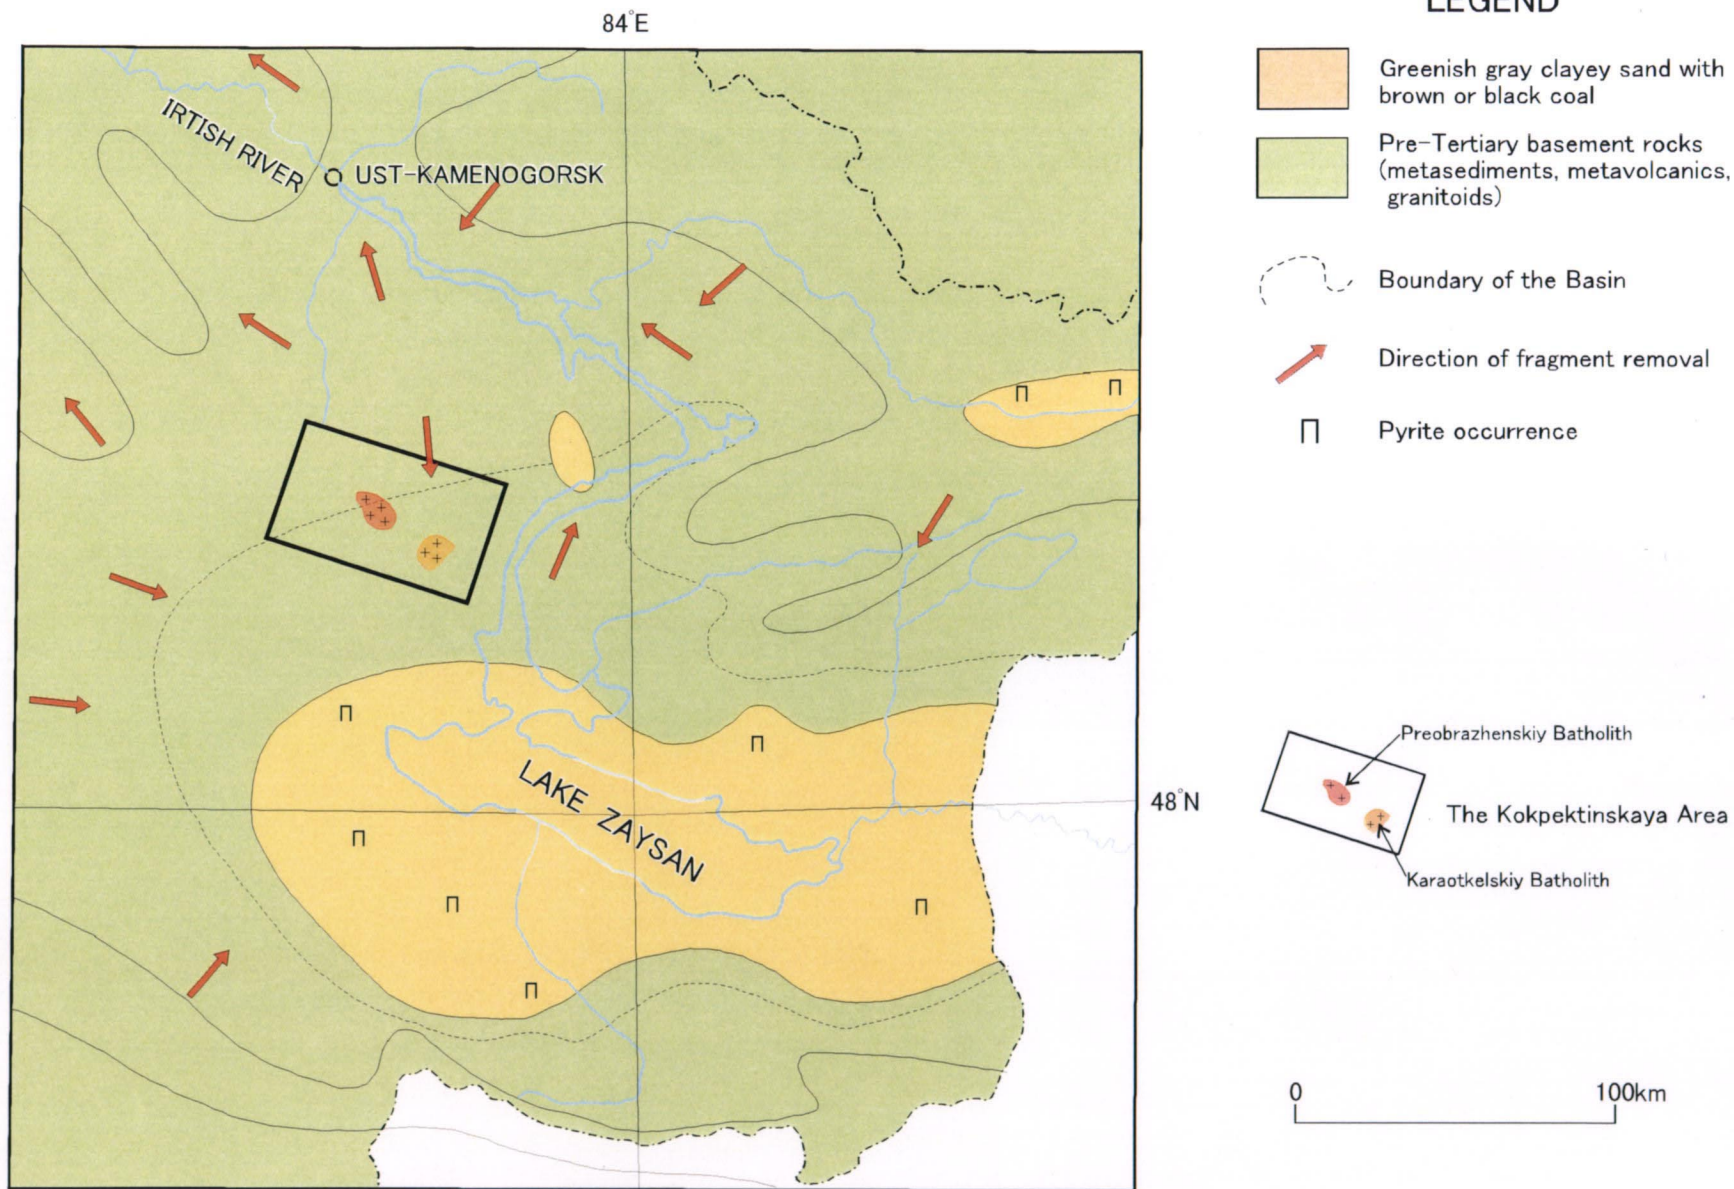 84°E
IRTISH RIVER
UST-KAMENOGORSK
П
П
П
П
LAKE ZAYSAN
48°N
П
П
П
П
LEGEND
Greenish gray clayey sand with
brown or black coal
Pre-Tertiary basement rocks
(metasediments, metavolcanics,
granitoids)
Boundary of the Basin
Direction of fragment removal
П
Pyrite occurrence
Preobrazhenskiy Batholith
The Kokpektinskaya Area
Karaotkelskiy Batholith
0
100km